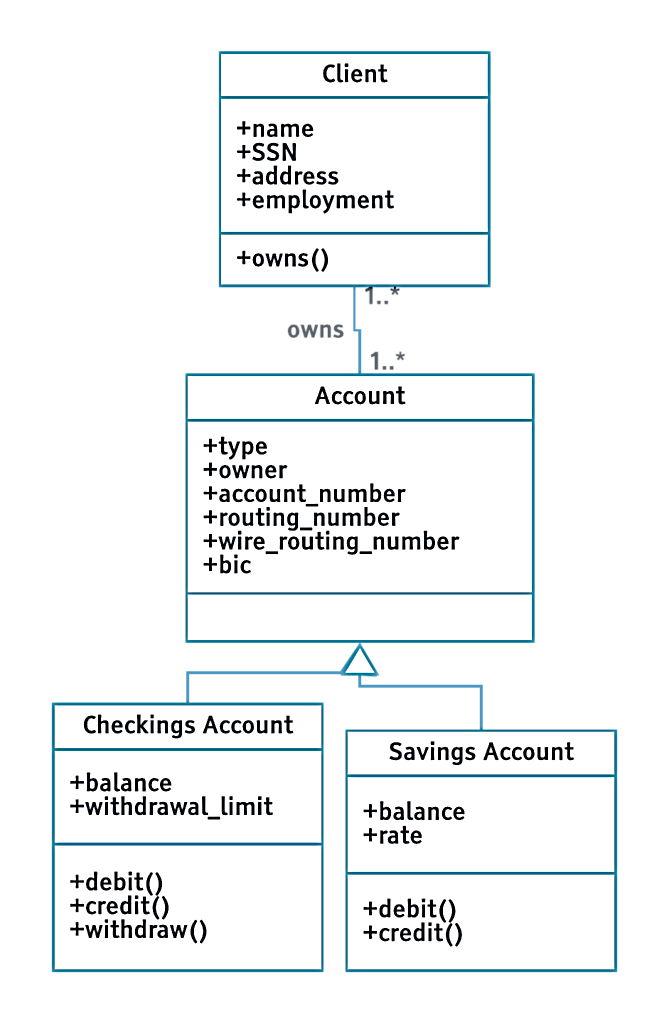 Client
+name
+SSN
+address
+employment
+owns()
1..*
owns
1..*
Account
+type
+owner
+account_number
+routing_number
+wire_routing_number
+bic
Checkings Account
+balance
+withdrawal_limit
+debit()
+credit()
+withdraw()
Savings Account
+balance
+rate
+debit()
+credit()